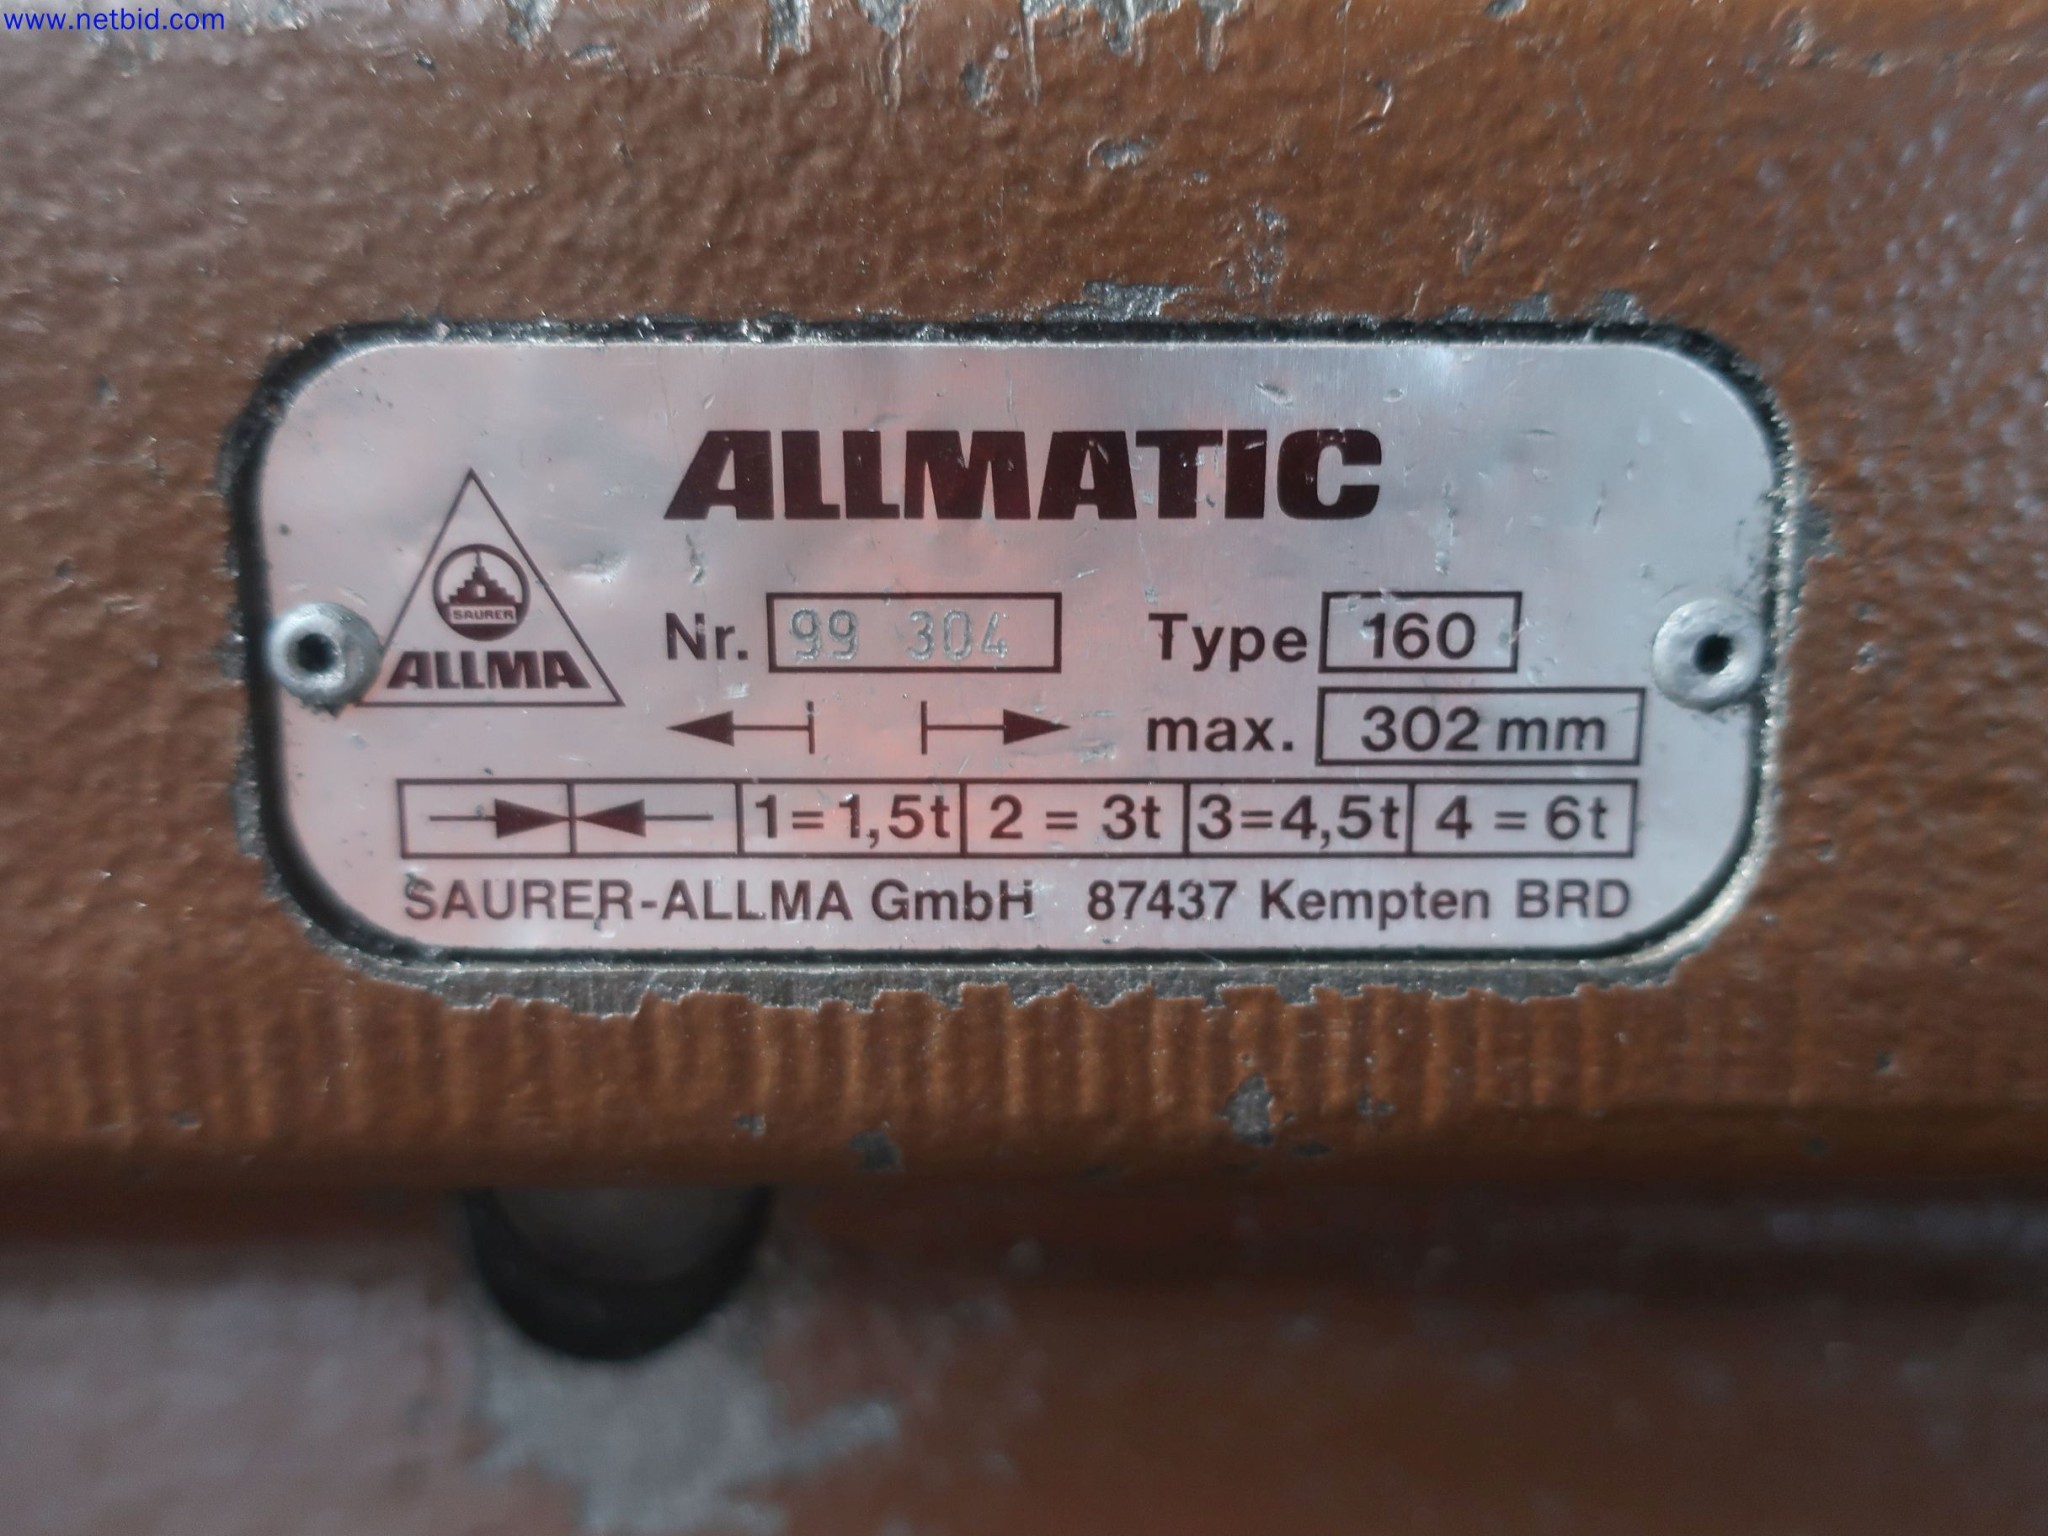 www.netbid.com
ALLMATIC
SAURER
ALLMA
Nr. 99 304 Type 160
max. 302 mm
1=1,5t 2 = 3t 3=4,5t 4 = 6t
SAURER-ALLMA GmbH 87437 Kempten BRD